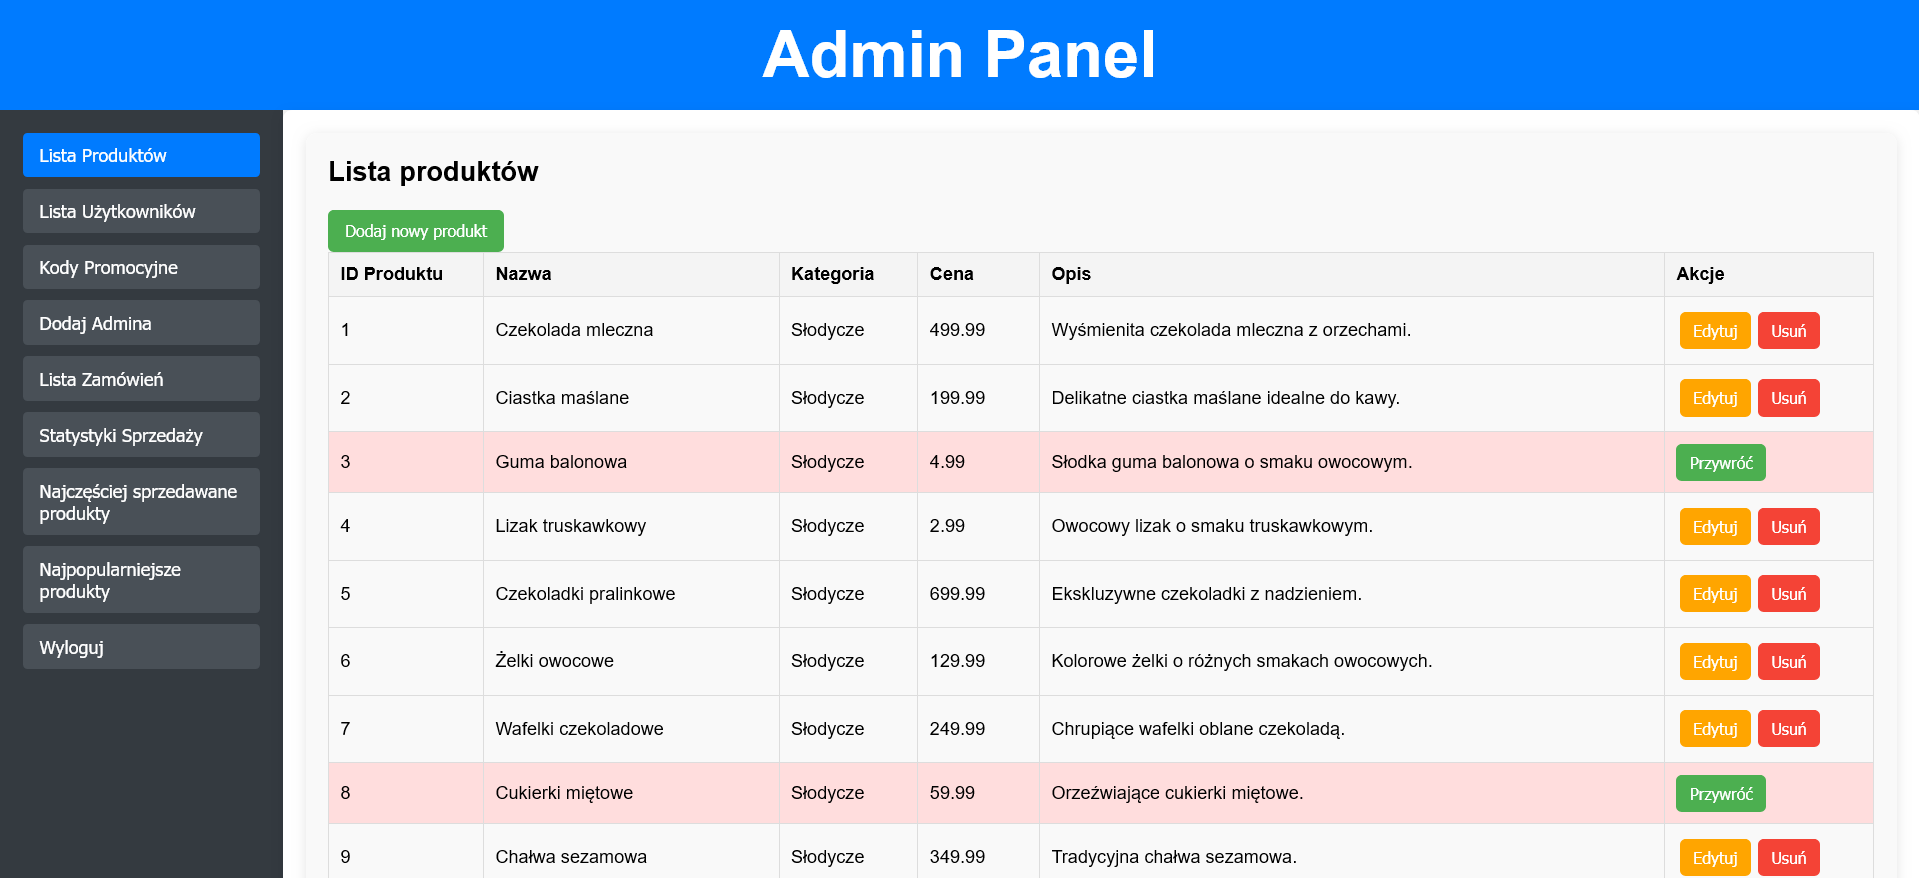 Admin Panel
Lista Produktów
Lista Użytkowników
Kody Promocyjne
Dodaj Admina
Lista Zamówień
Statystyki Sprzedaży
Najczęściej sprzedawane
produkty
Najpopularniejsze
produkty
Wyloguj
Lista produktów
Dodaj nowy produkt
ID Produktu Nazwa Kategoria Cena Opis Akcje
1 Czekolada mleczna Słodycze 499.99 Wyśmienita czekolada mleczna z orzechami. Edytuj Usuń
2 Ciastka maślane Słodycze 199.99 Delikatne ciastka maślane idealne do kawy. Edytuj Usuń
3 Guma balonowa Słodycze 4.99 Słodka guma balonowa o smaku owocowym. Przywróć
4 Lizak truskawkowy Słodycze 2.99 Owocowy lizak o smaku truskawkowym. Edytuj Usuń
5 Czekoladki pralinkowe Słodycze 699.99 Ekskluzywne czekoladki z nadzieniem. Edytuj Usuń
6 Żelki owocowe Słodycze 129.99 Kolorowe żelki o różnych smakach owocowych. Edytuj Usuń
7 Wafelki czekoladowe Słodycze 249.99 Chrupiące wafelki oblane czekoladą. Edytuj Usuń
8 Cukierki miętowe Słodycze 59.99 Orzeźwiające cukierki miętowe. Przywróć
9 Chałwa sezamowa Słodycze 349.99 Tradycyjna chałwa sezamowa. Edytuj Usuń